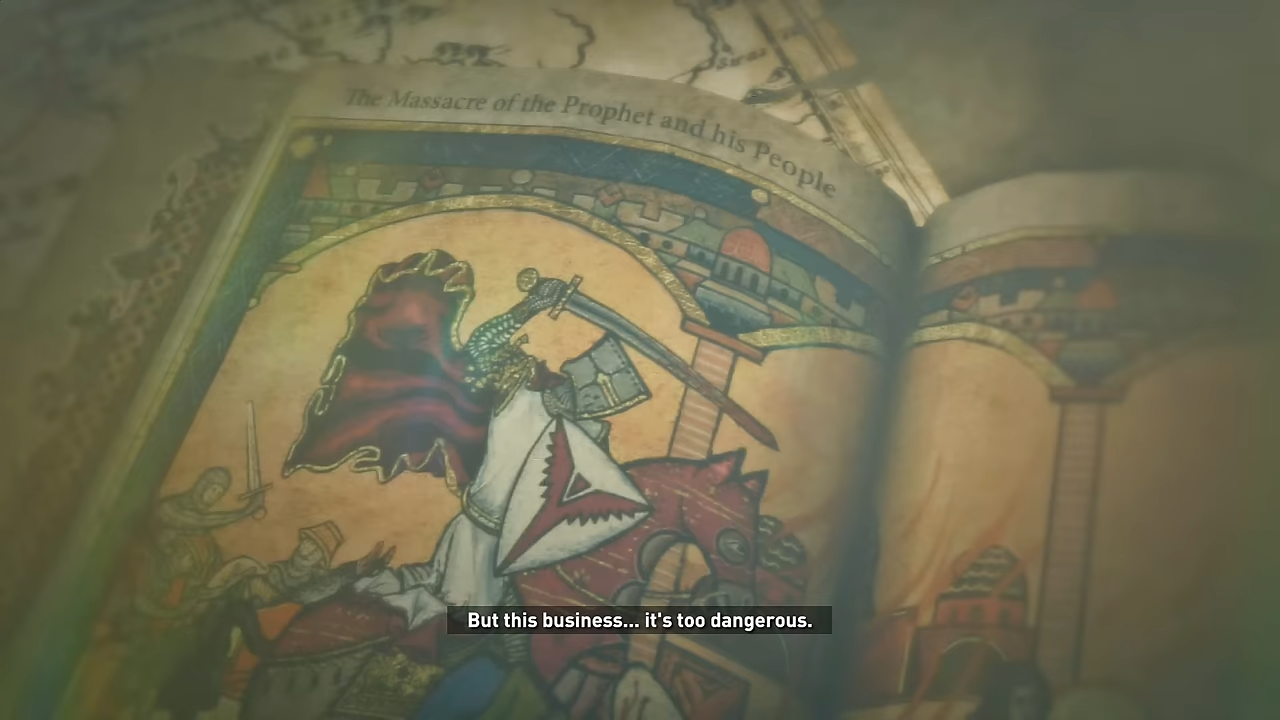 The Massacre of the Prophet and his People
But this business... it's too dangerous.